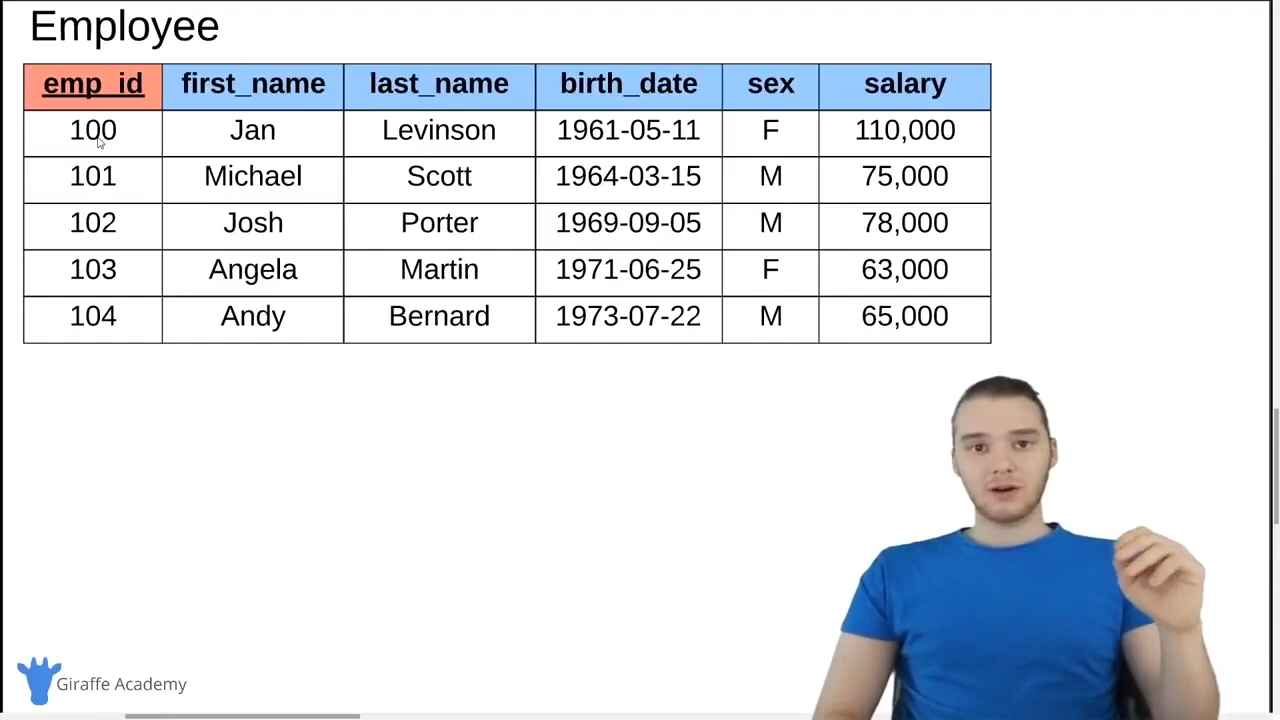 Employee
emp_id first_name last_name birth_date sex salary
100 Jan Levinson 1961-05-11 F 110,000
101 Michael Scott 1964-03-15 M 75,000
102 Josh Porter 1969-09-05 M 78,000
103 Angela Martin 1971-06-25 F 63,000
104 Andy Bernard 1973-07-22 M 65,000
Giraffe Academy